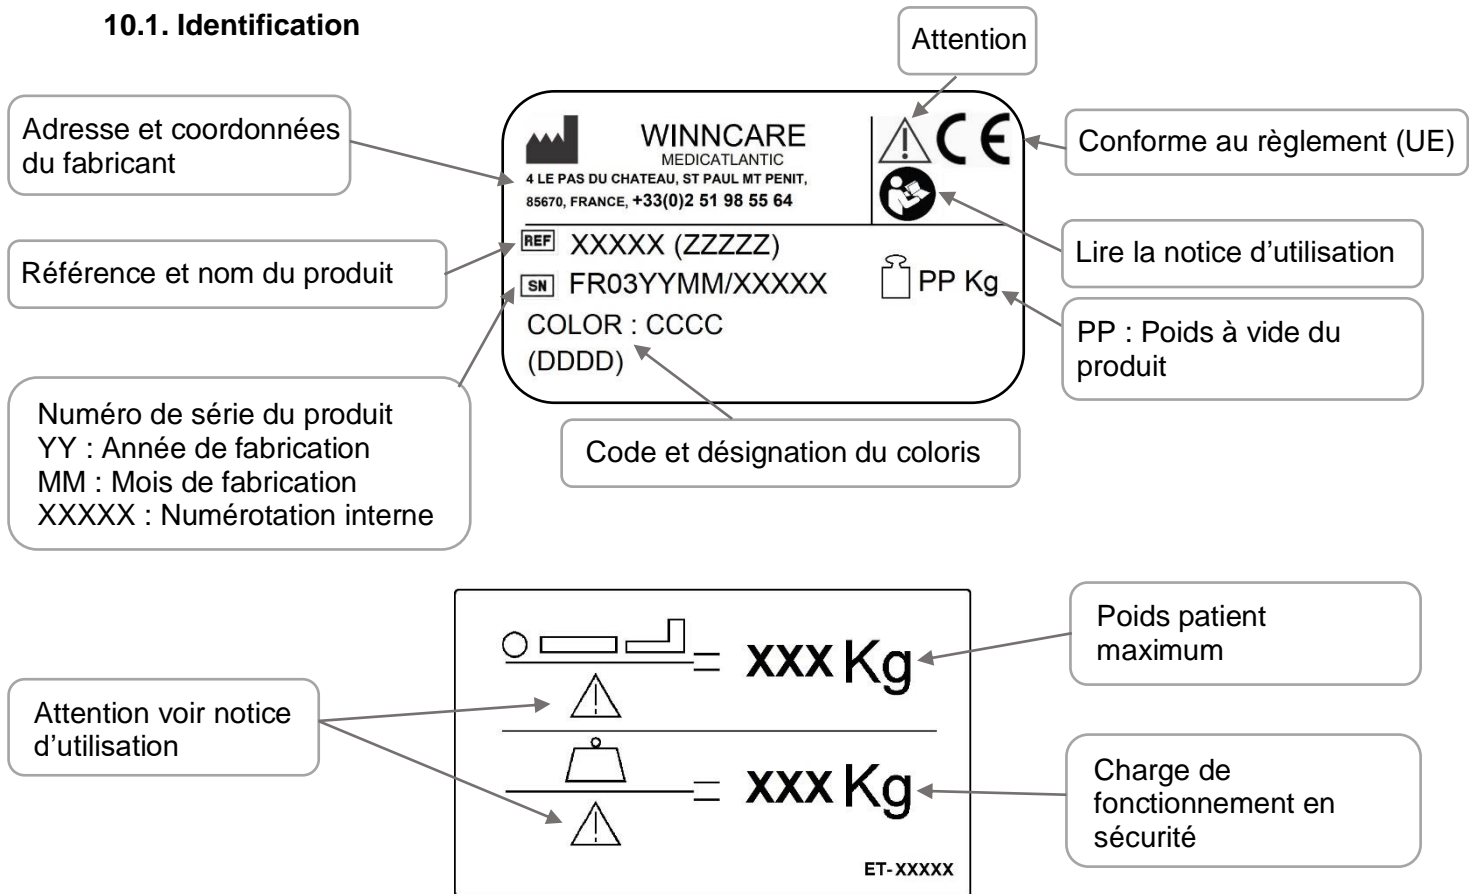 10.1. Identification
Attention
Adresse et coordonnées
du fabricant
WINNCARE
MEDICATLANTIC
4 LE PAS DU CHATEAU, ST PAUL MT PENIT,
85670, FRANCE, +33(0)2 51 98 55 64
CE
Conforme au règlement (UE)
Référence et nom du produit
REF XXXXX (ZZZZZ)
SN FR03YYMM/XXXXX
COLOR : CCCC
(DDDD)
PP Kg
Lire la notice d’utilisation
PP : Poids à vide du
produit
Numéro de série du produit
YY : Année de fabrication
MM : Mois de fabrication
XXXXX : Numérotation interne
Code et désignation du coloris
= xxx Kg
Poids patient
maximum
Attention voir notice
d’utilisation
= xxx Kg
Charge de
fonctionnement en
sécurité
ET-XXXXX